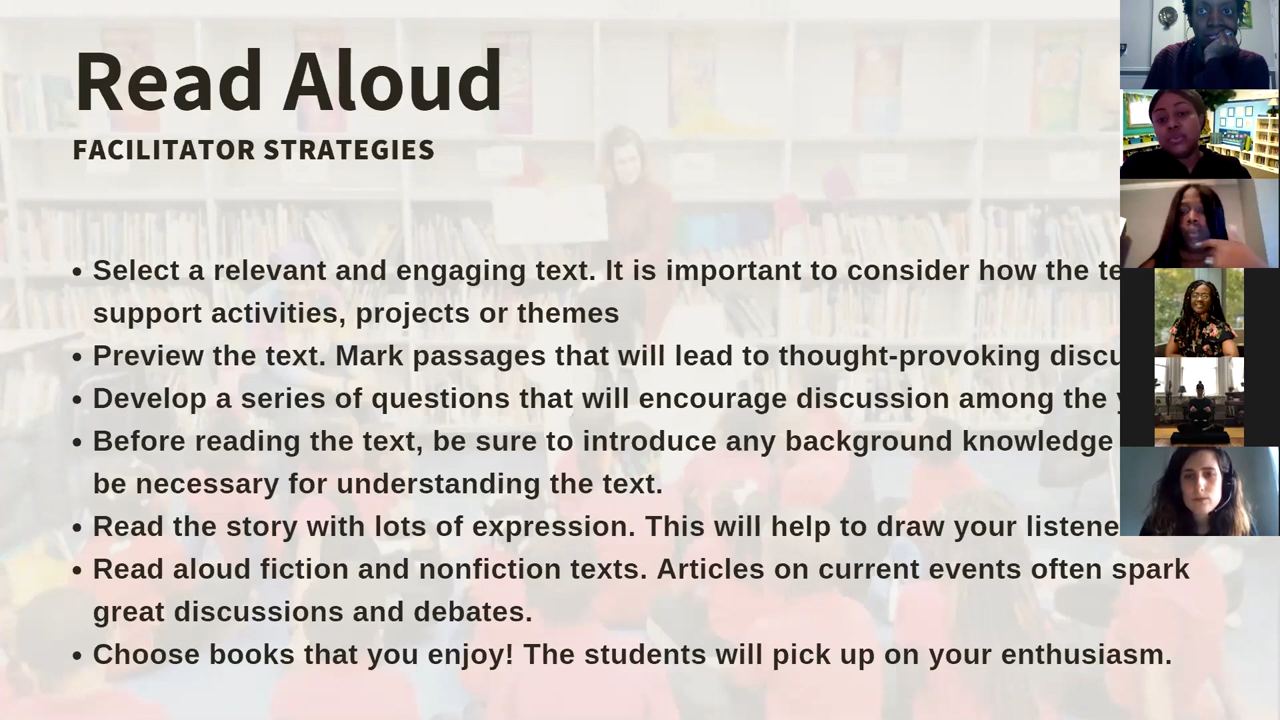 Read Aloud
FACILITATOR STRATEGIES
• Select a relevant and engaging text. It is important to consider how the
support activities, projects or themes
• Preview the text. Mark passages that will lead to thought-provoking
• Develop a series of questions that will encourage discussion among the
• Before reading the text, be sure to introduce any background knowledge
be necessary for understanding the text.
• Read the story with lots of expression. This will help to draw your
• Read aloud fiction and nonfiction texts. Articles on current events often spark
great discussions and debates.
• Choose books that you enjoy! The students will pick up on your enthusiasm.